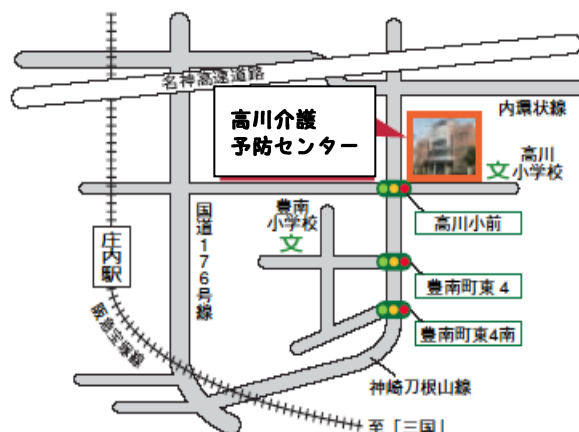 名神高速道路
内環状線
高川介護
予防センター
高川
小学校
文
高川小前
豊南
小学校
文
国道176号線
庄内駅
豊南町東4
豊南町東4南
阪急宝塚線
神崎刀根山線
至「三国」